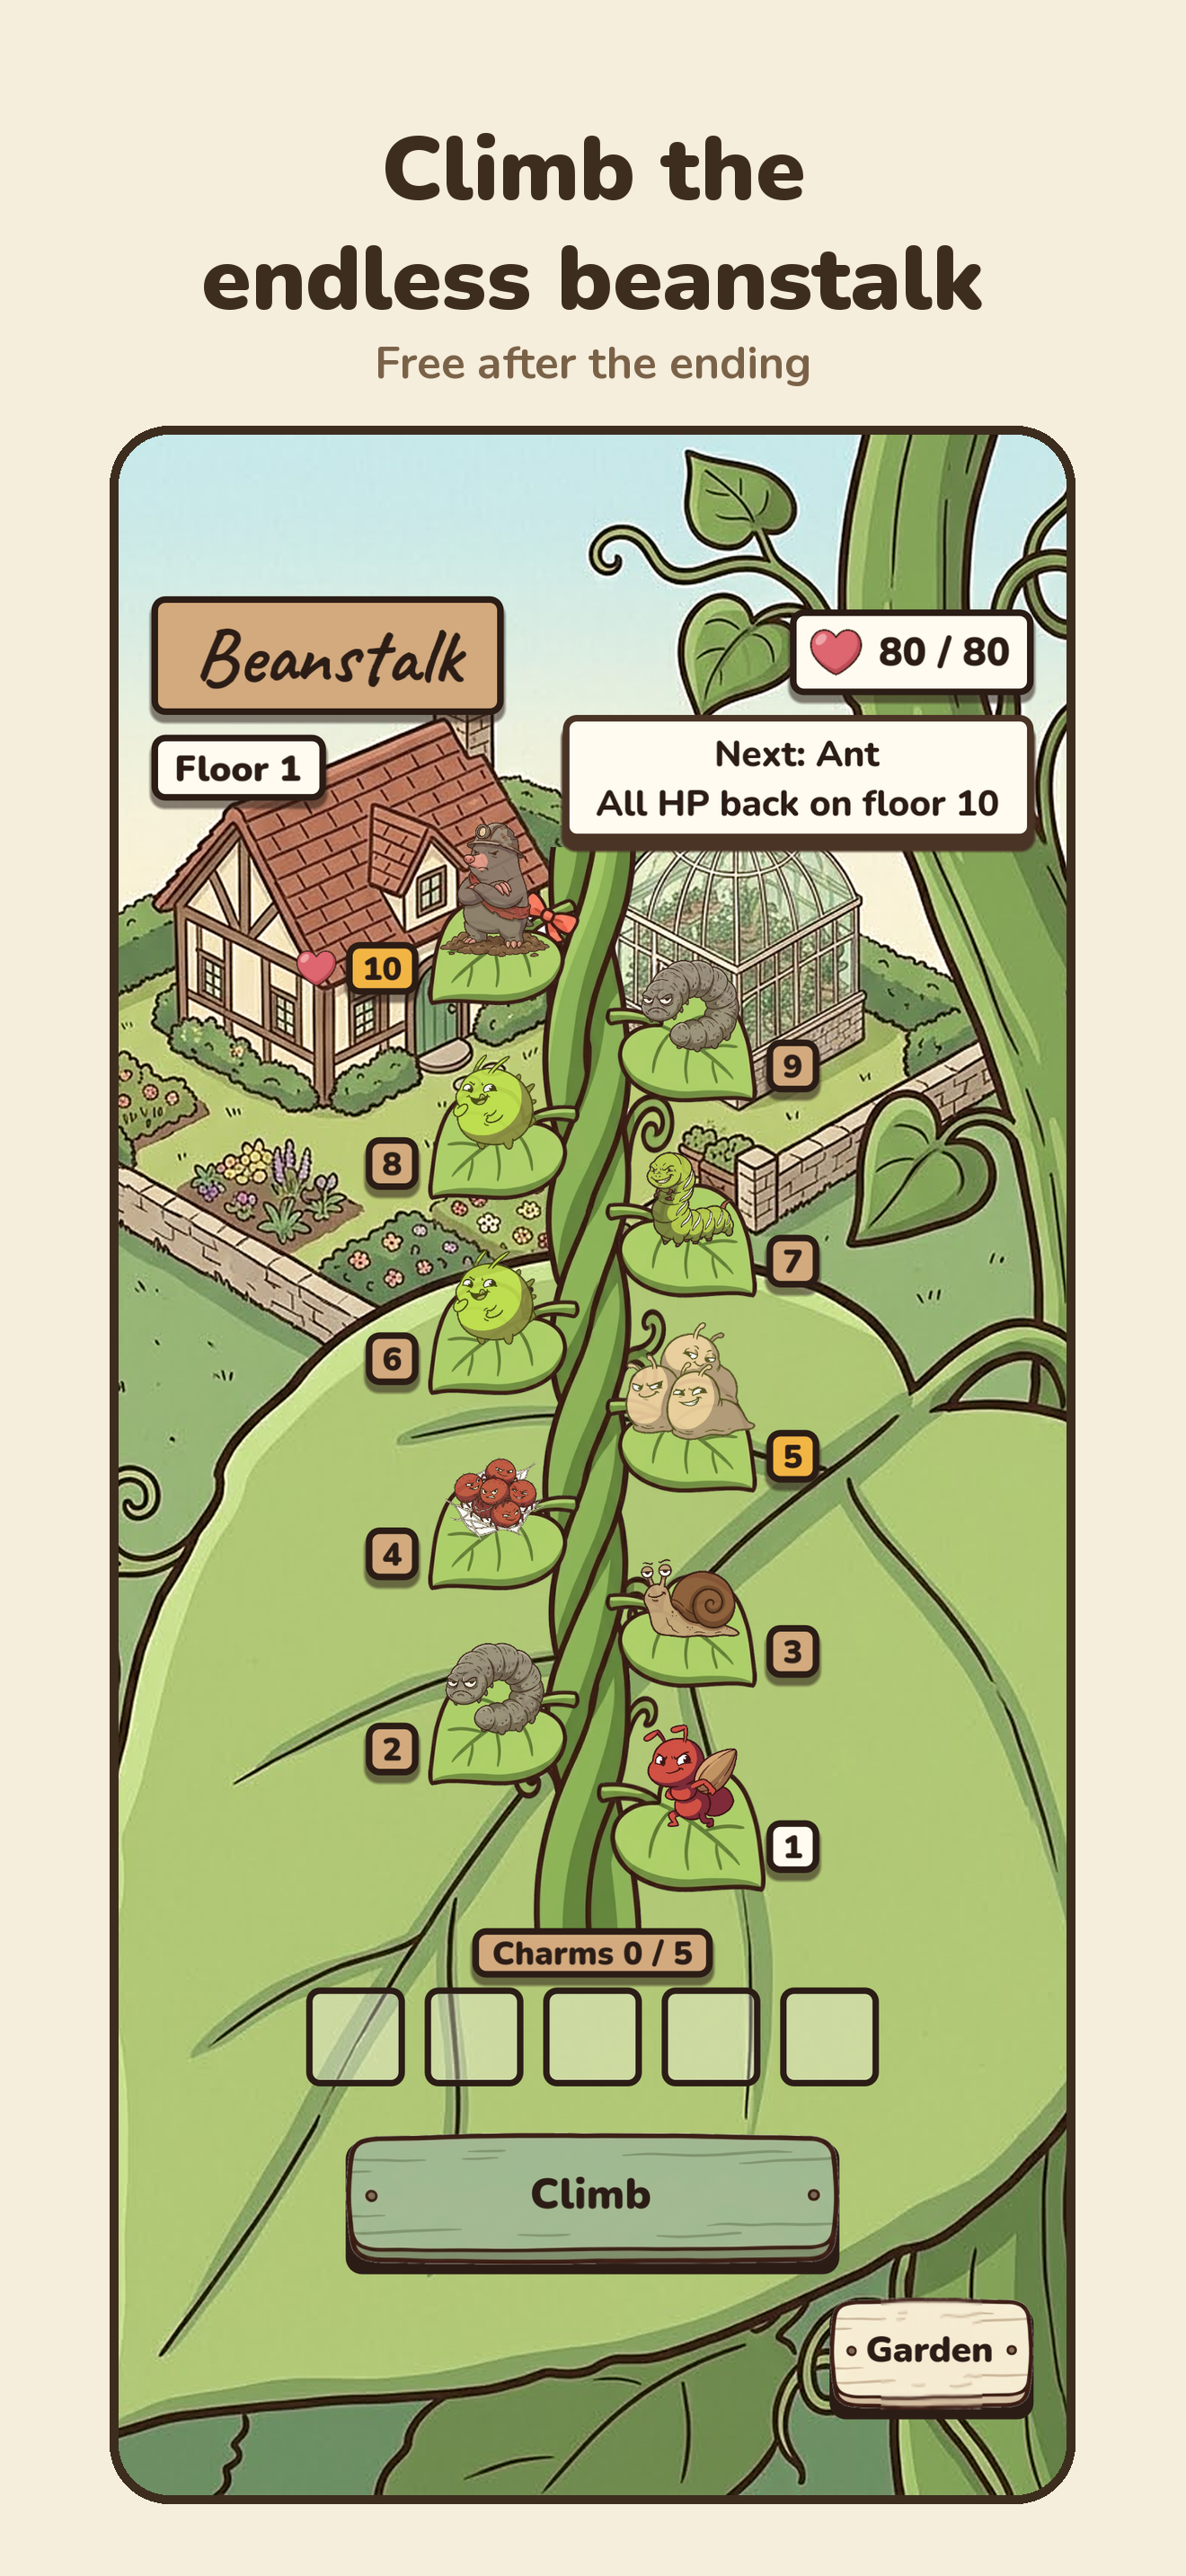 Climb the
endless beanstalk
Free after the ending
Beanstalk
80 / 80
Floor 1
Next: Ant
All HP back on floor 10
10
9
8
7
6
5
4
3
2
1
Charms 0 / 5
Climb
Garden